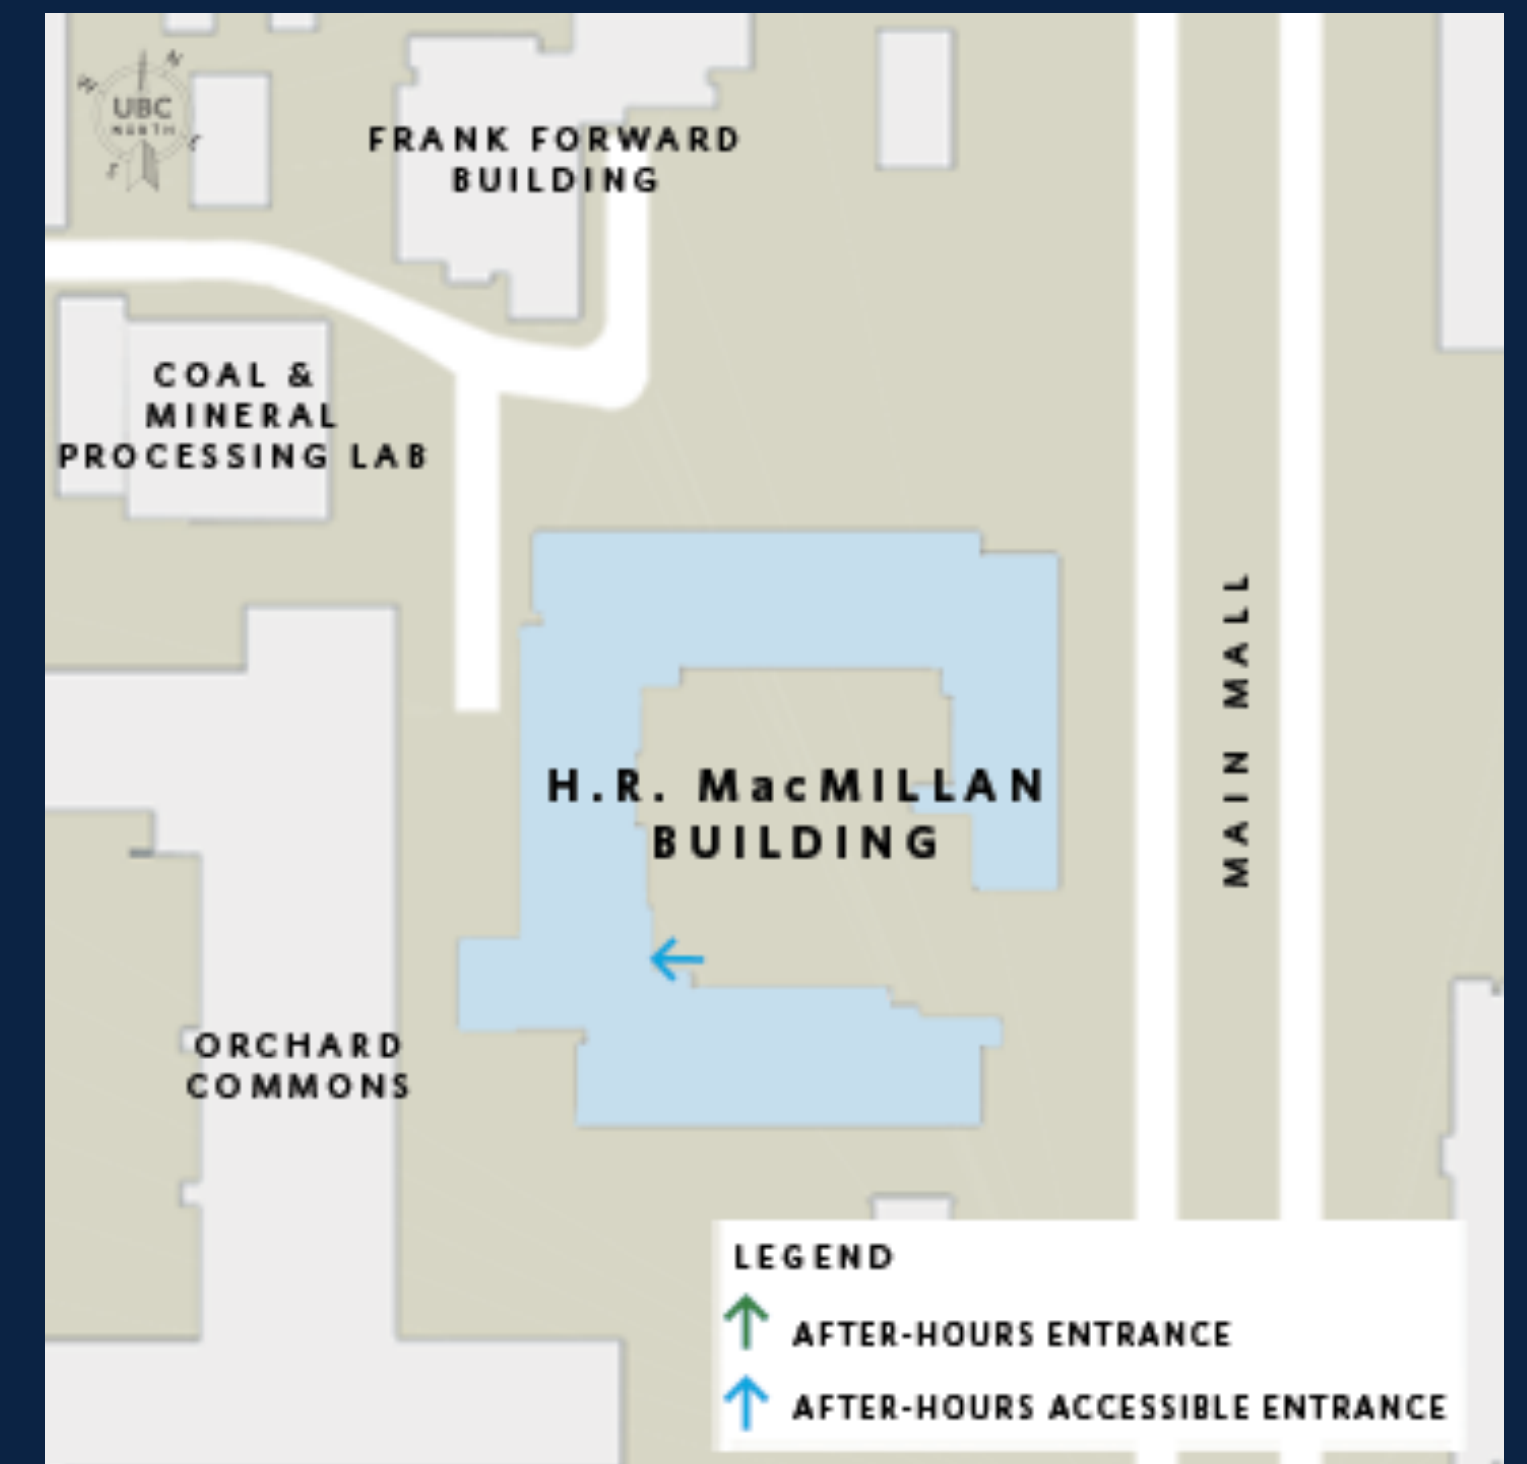 N
W
UBC
NORTH
FRANK FORWARD
BUILDING
COAL &
MINERAL
PROCESSING LAB
H.R. MacMILLAN
BUILDING
MAIN MALL
ORCHARD
COMMONS
LEGEND
AFTER-HOURS ENTRANCE
AFTER-HOURS ACCESSIBLE ENTRANCE